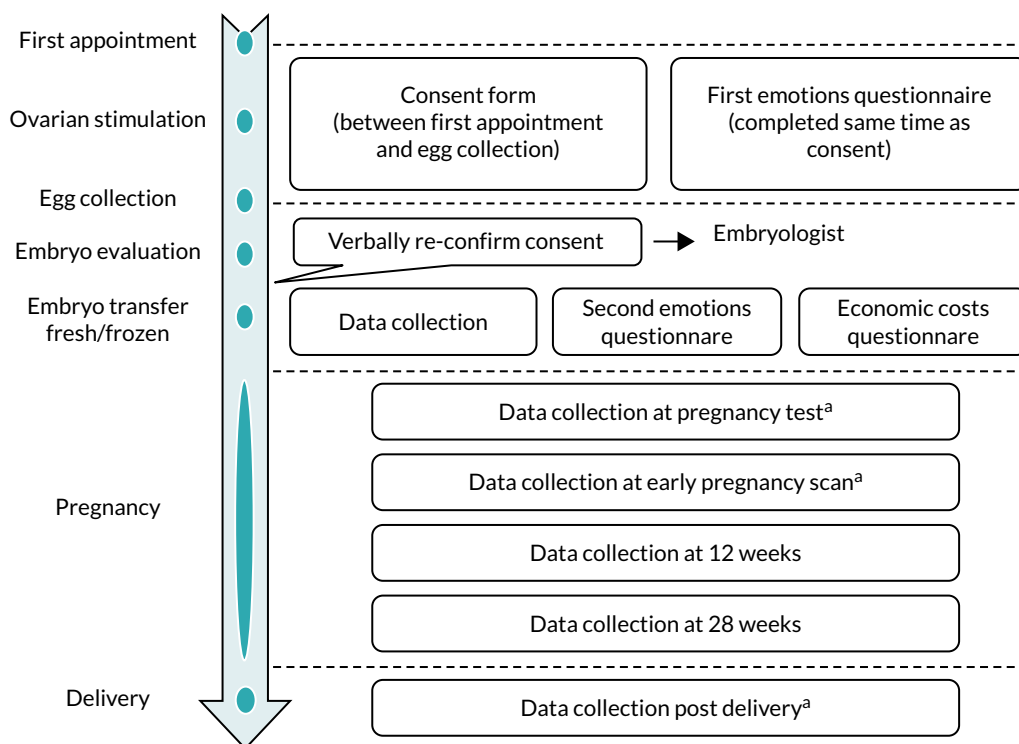 First appointment
Consent form
(between first appointment
and egg collection)
First emotions questionnaire
(completed same time as
consent)
Ovarian stimulation
Egg collection
Verbally re-confirm consent
Embryologist
Embryo evaluation
Embryo transfer
fresh/frozen
Data collection
Second emotions
questionnare
Economic costs
questionnare
Data collection at pregnancy testᵃ
Data collection at early pregnancy scanᵃ
Pregnancy
Data collection at 12 weeks
Data collection at 28 weeks
Delivery
Data collection post deliveryᵃ